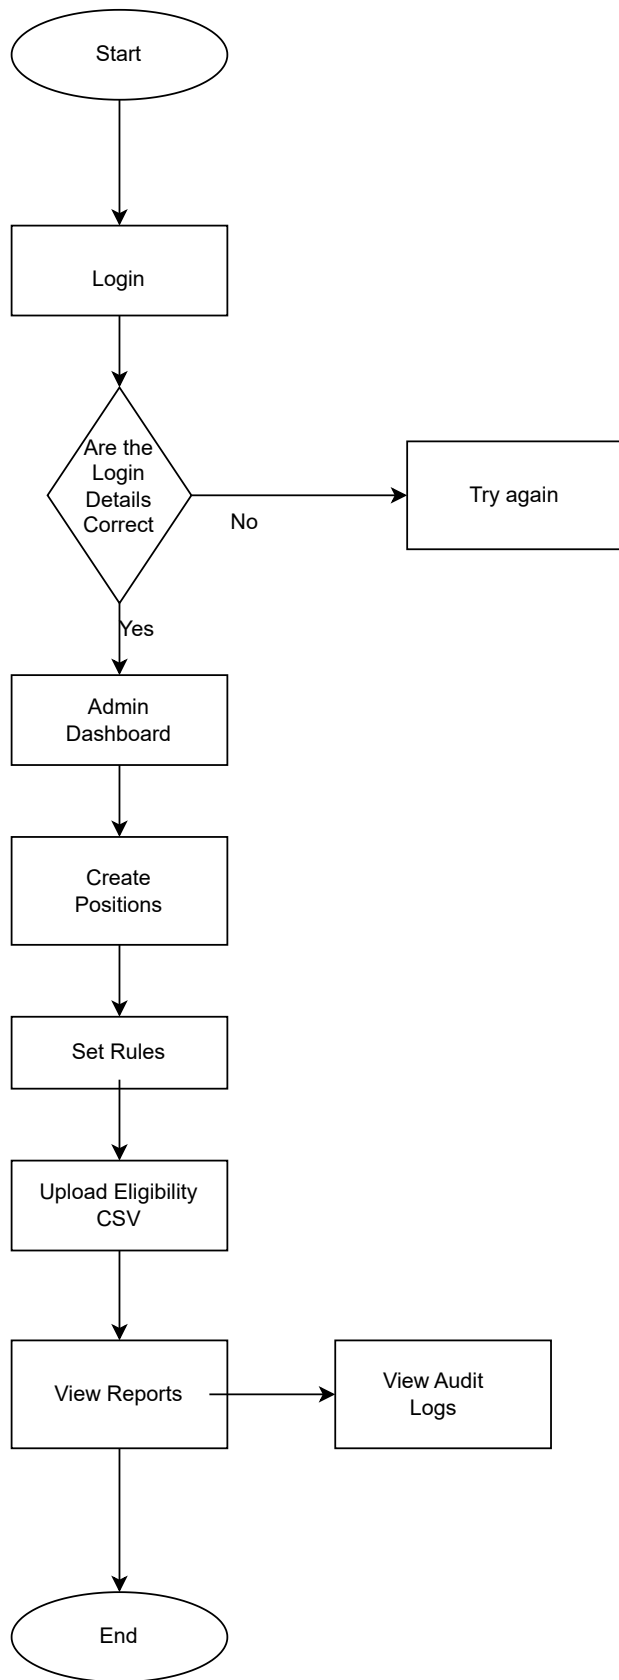 Start
Login
Are the
Login
Details
Correct
No
Try again
Yes
Admin
Dashboard
Create
Positions
Set Rules
Upload Eligibility
CSV
View Reports
View Audit
Logs
End